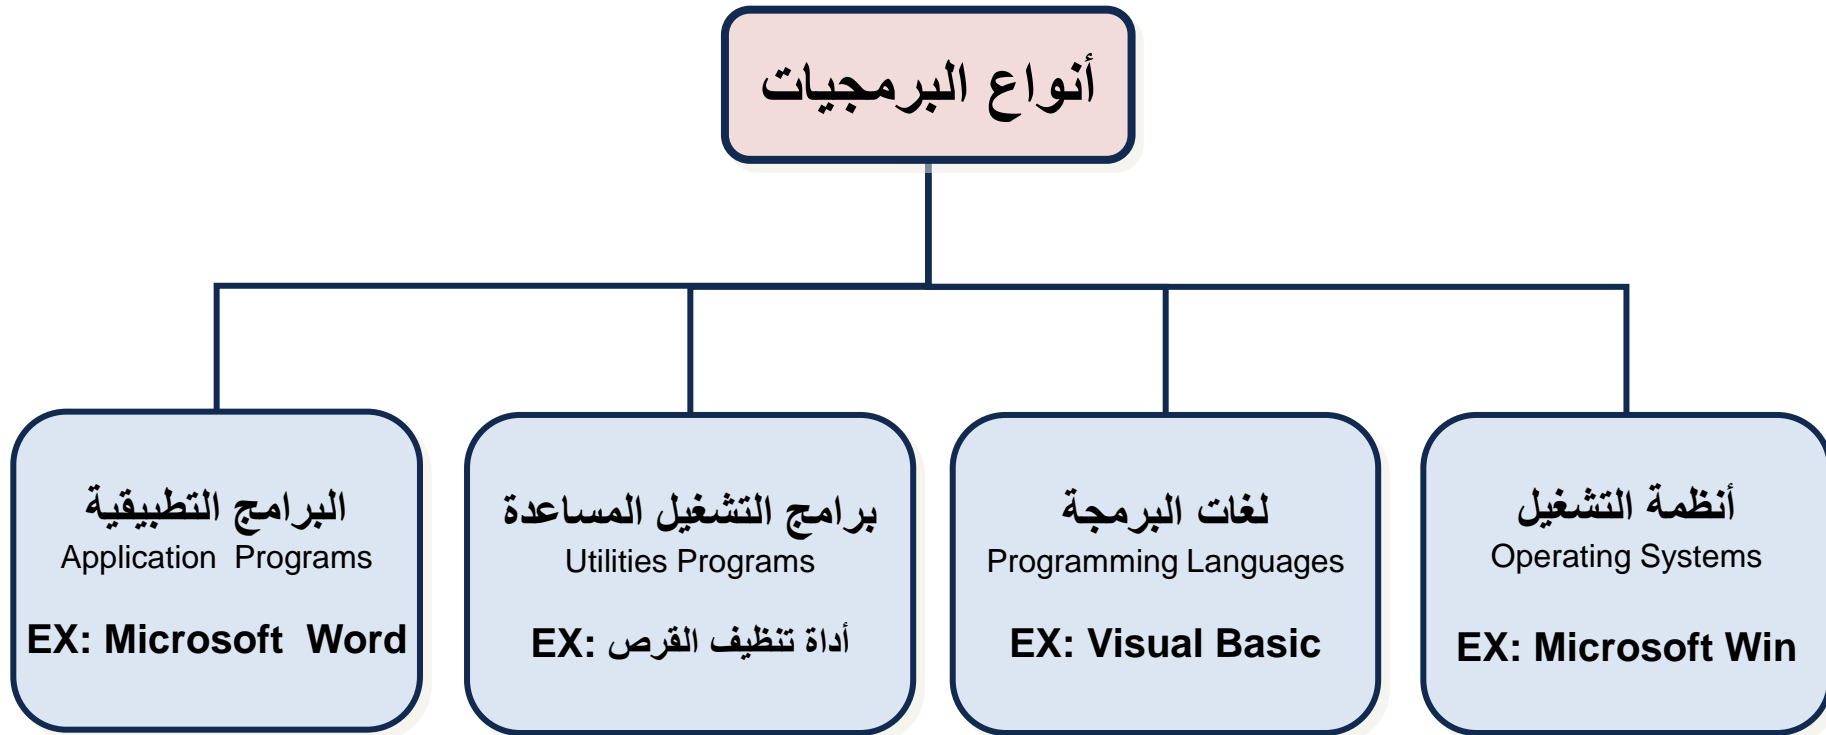 أنواع البرمجيات
أنظمة التشغيل
Operating Systems
EX: Microsoft Win
لغات البرمجة
Programming Languages
EX: Visual Basic
برامج التشغيل المساعدة
Utilities Programs
EX: أداة تنظيف القرص
البرامج التطبيقية
Application Programs
EX: Microsoft Word